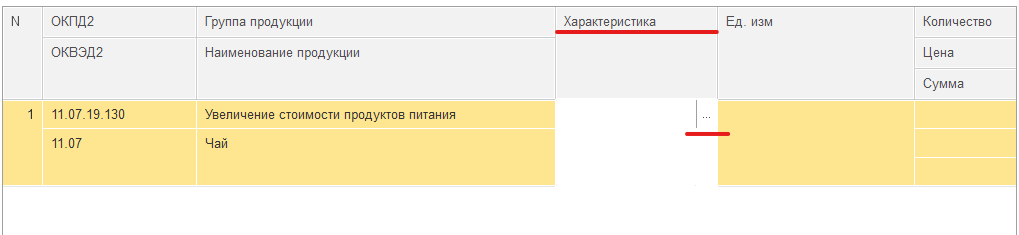 N ОКПД2 Группа продукции Характеристика Ед. изм Количество
ОКВЭД2 Наименование продукции Цена
Сумма
1 11.07.19.130 Увеличение стоимости продуктов питания ...
11.07 Чай